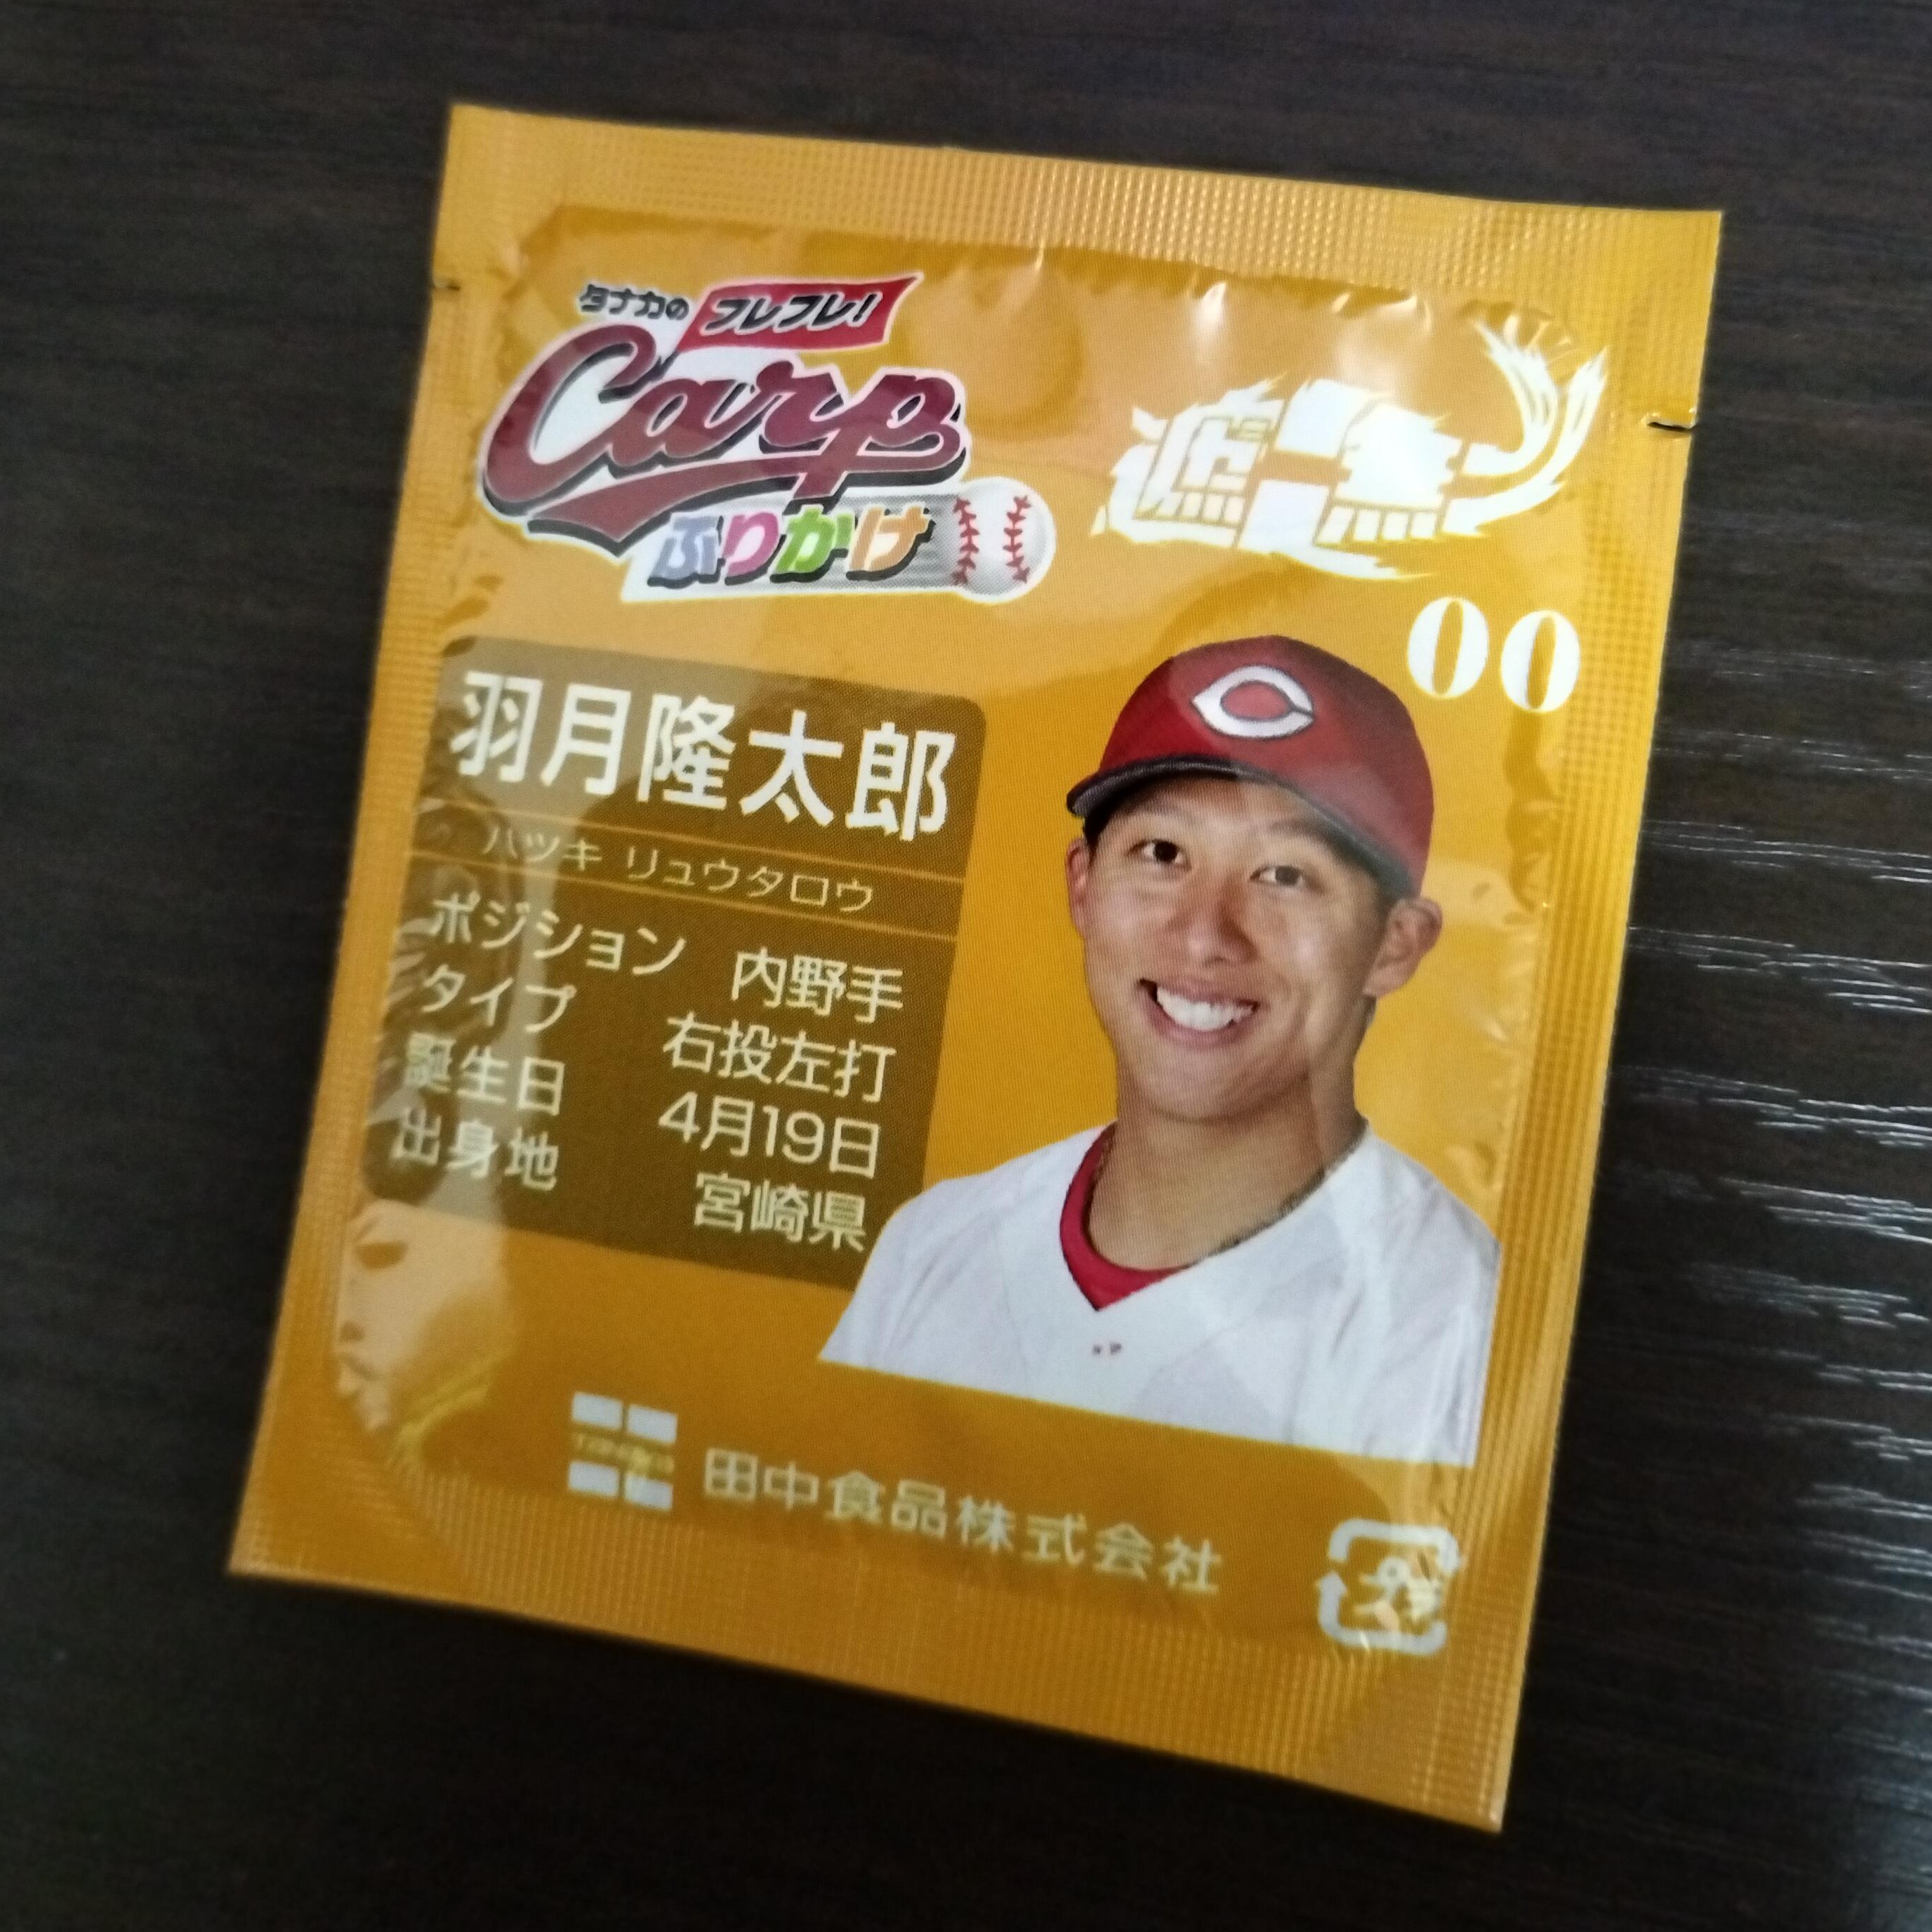 タナカの フレフレ!
Carp
ふりかけ
00
C
羽月隆太郎
ハツキ リュウタロウ
ポジション 内野手
タイプ 右投左打
誕生日 4月19日
出身地 宮崎県
TANAKA
田中食品株式会社
プラ